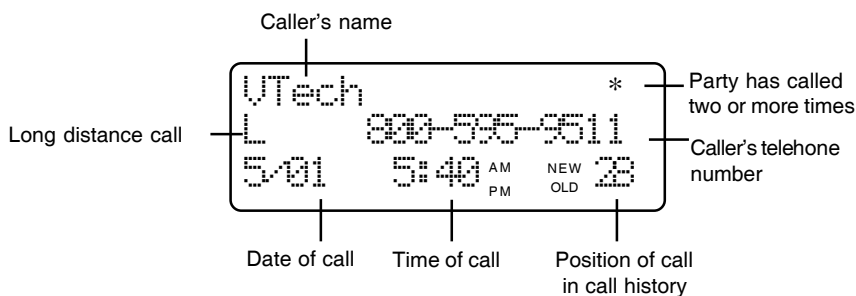 Caller's name
VTech *
Party has called
two or more times
Long distance call
L 800-595-9511
Caller's telehone
number
5/01 5:40 AM PM NEW OLD 28
Date of call
Time of call
Position of call
in call history